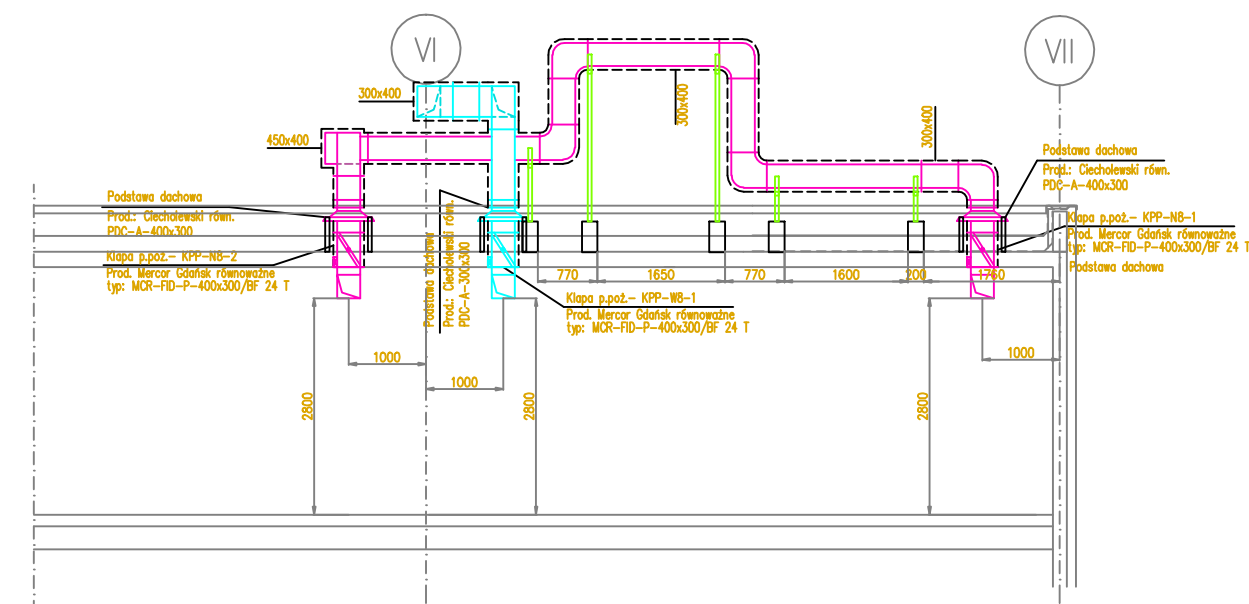 VI
VII
300x400
450x400
300x400
300x400
Podstawa dachowa
Prod.: Ciecholewski równ.
PDC-A-400x300
Podstawa dachowa
Prod.: Ciecholewski równ.
PDC-A-400x300
Klapa p.poż.- KPP-N8-2
Prod. Mercor Gdańsk równoważne
typ: MCR-FID-P-400x300/BF 24 T
Podstawa dachowa
Prod.: Ciecholewski równ.
PDC-A-300x300
Klapa p.poż.- KPP-N8-1
Prod. Mercor Gdańsk równoważne
typ: MCR-FID-P-400x300/BF 24 T
Podstawa dachowa
770
1650
770
1600
200
1760
Klapa p.poż.- KPP-W8-1
Prod. Mercor Gdańsk równoważne
typ: MCR-FID-P-400x300/BF 24 T
1000
1000
1000
2800
2800
2800